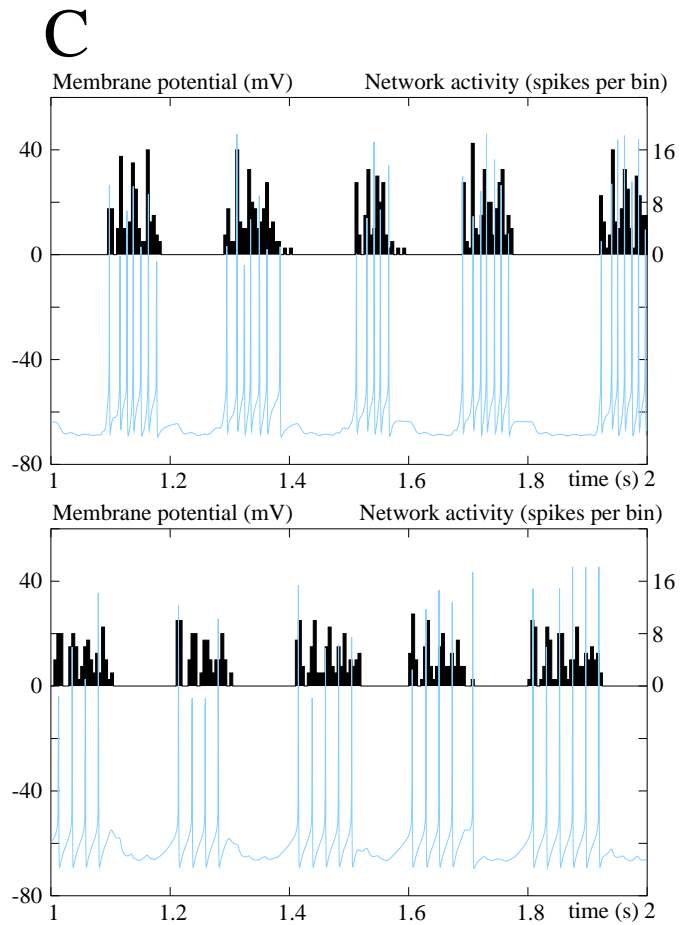 C
Membrane potential (mV) Network activity (spikes per bin)
40 16
8
0 0
-40
-80
1 1.2 1.4 1.6 1.8 time (s) 2
Membrane potential (mV) Network activity (spikes per bin)
40 16
8
0 0
-40
-80
1 1.2 1.4 1.6 1.8 time (s) 2